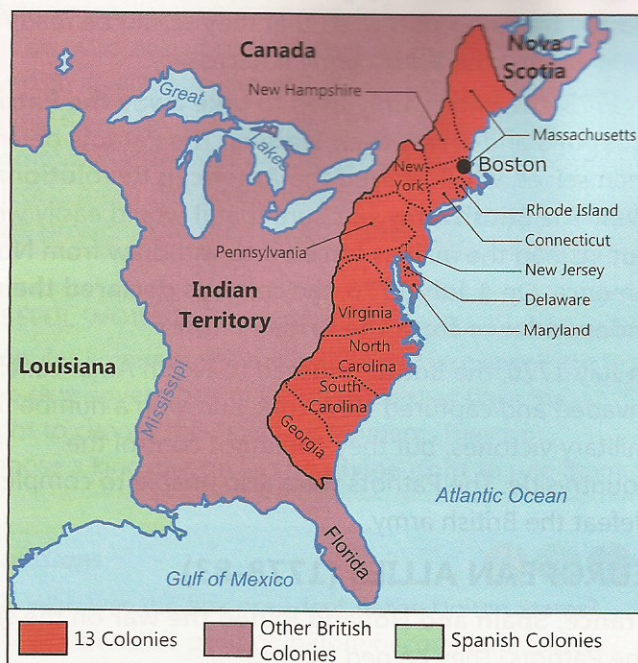 Canada
Nova
Scotia
New Hampshire
Great
Lakes
Massachusetts
New
York
Boston
Rhode Island
Connecticut
Pennsylvania
New Jersey
Delaware
Maryland
Indian
Territory
Virginia
Louisiana
North
Carolina
South
Carolina
Mississippi
Georgia
Atlantic Ocean
Florida
Gulf of Mexico
13 Colonies
Other British
Colonies
Spanish Colonies